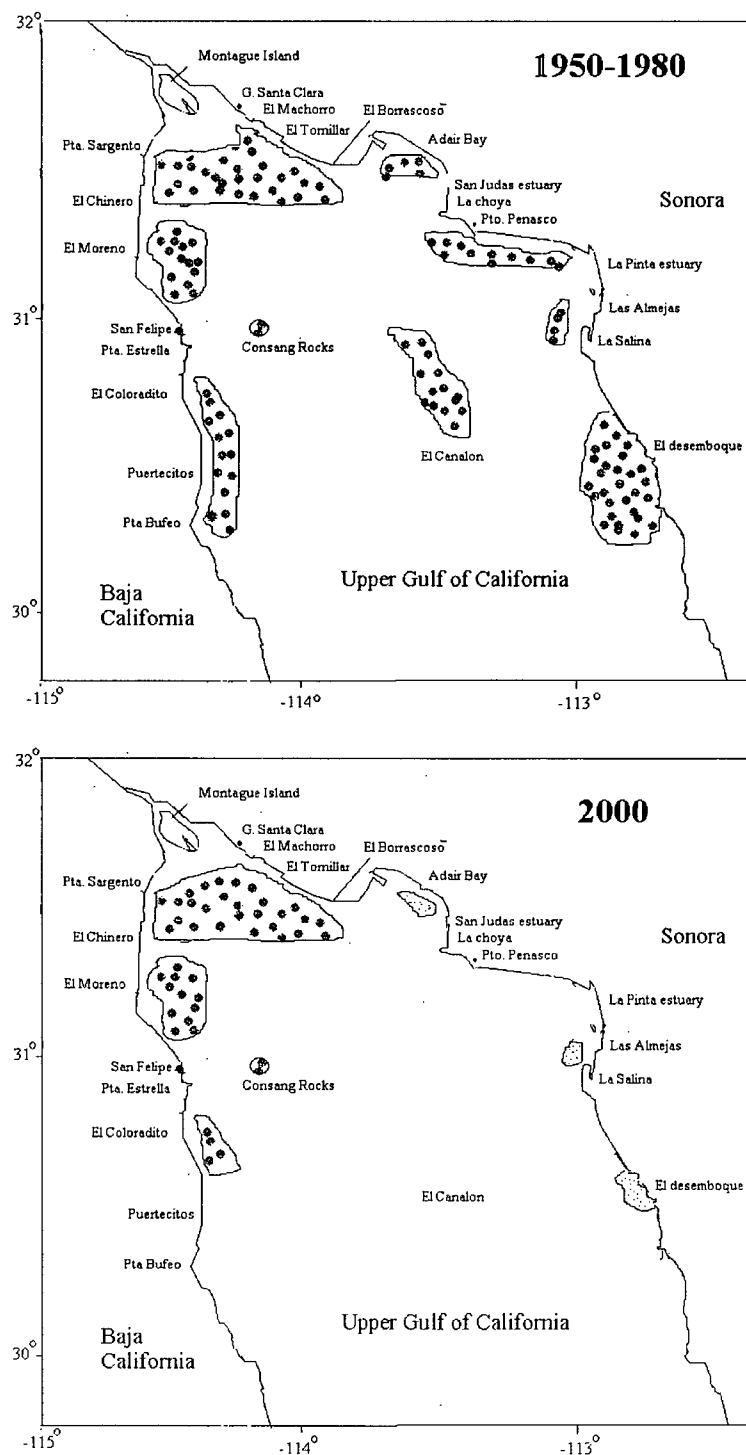 32°
Montague Island
1950-1980
G. Santa Clara
El Machorro
El Borrascoso
El Tornillar
Adair Bay
Pta. Sargento
San Judas estuary
La choya
Sonora
El Chinero
Pto. Penasco
El Moreno
La Pinta estuary
31°
Las Almejas
San Felipe
Pta. Estrella
Consang Rocks
La Salina
El Coloradito
El Canalon
El desemboque
Puertecitos
Pta Bufeo
Upper Gulf of California
Baja
California
30°
-115°
-114°
-113°
32°
Montague Island
2000
G. Santa Clara
El Machorro
El Borrascoso
El Tornillar
Adair Bay
Pta. Sargento
San Judas estuary
La choya
Sonora
El Chinero
Pto. Penasco
El Moreno
La Pinta estuary
Las Almejas
31°
San Felipe
Pta. Estrella
Consang Rocks
La Salina
El Coloradito
El desemboque
El Canalon
Puertecitos
Pta Bufeo
Upper Gulf of California
Baja
California
30°
-115°
-114°
-113°